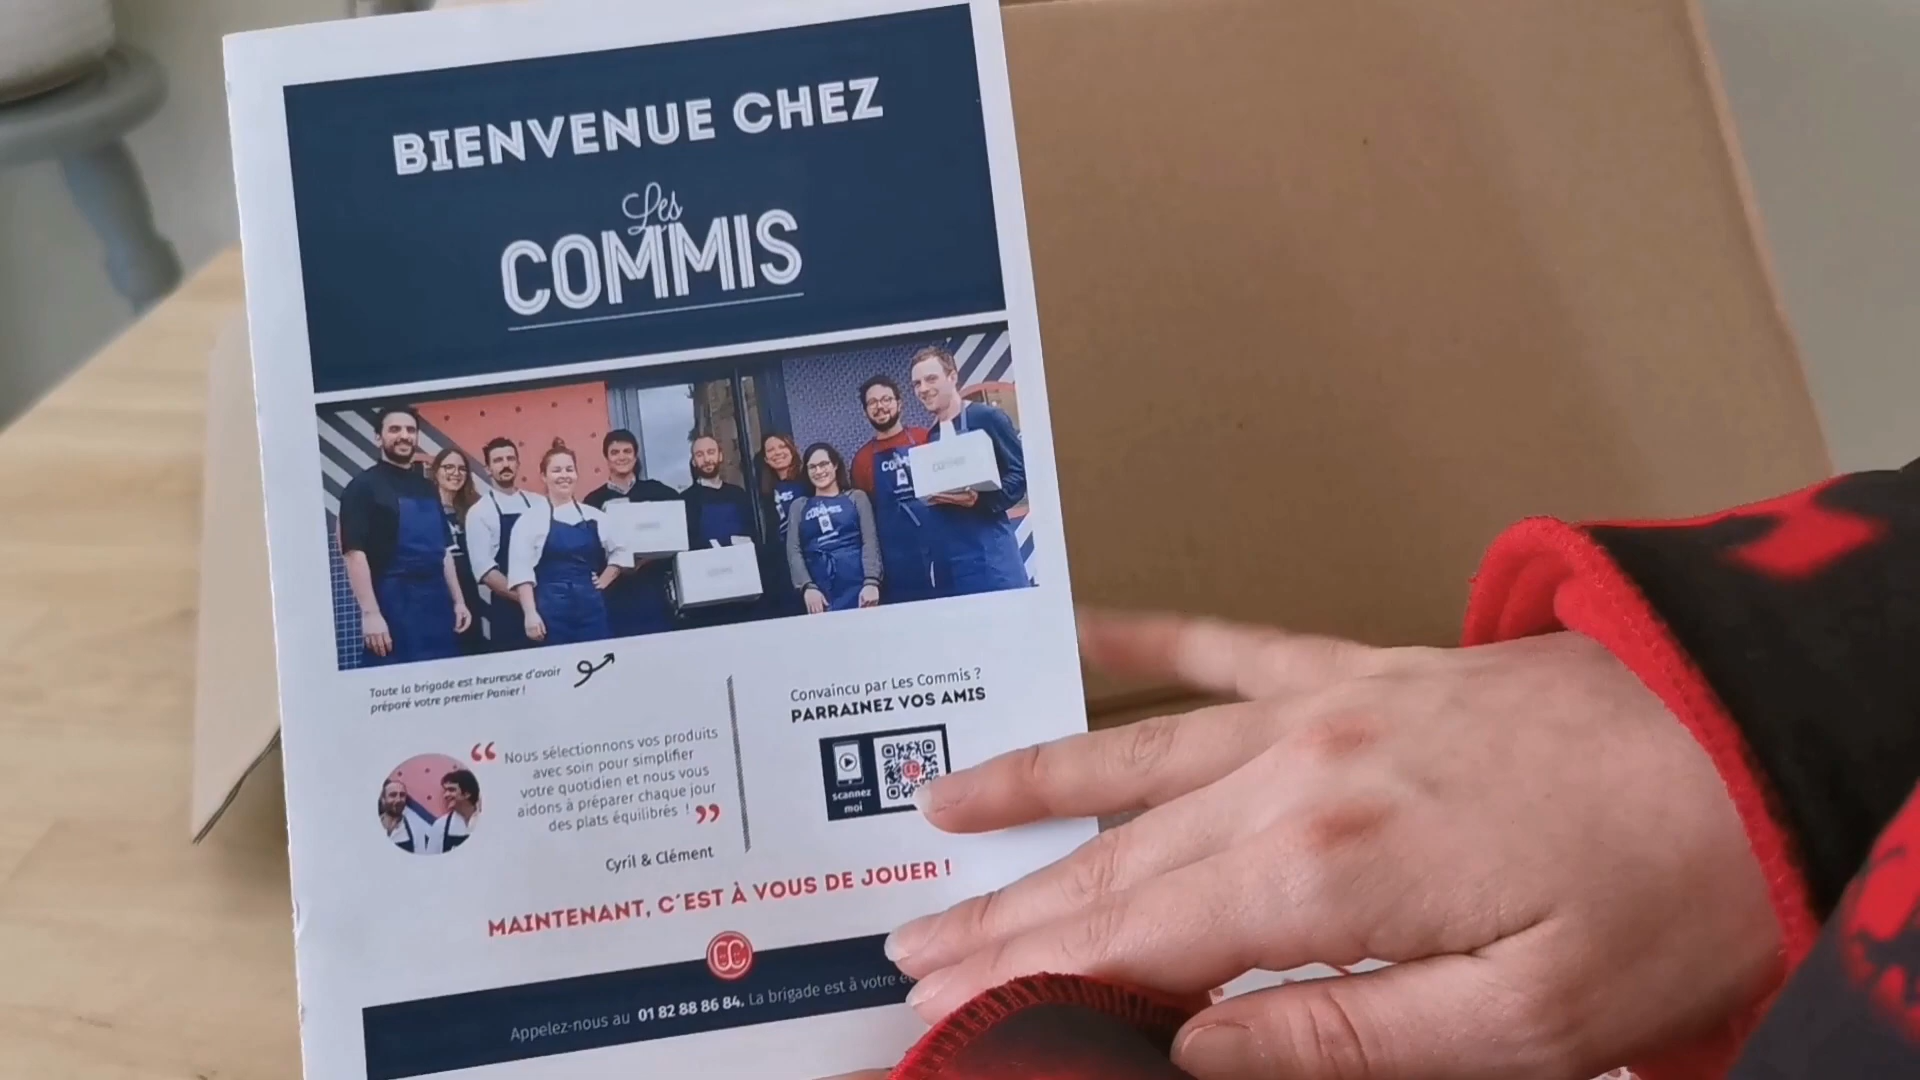 BIENVENUE CHEZ
Les
COMMIS
Toute la brigade est heureuse d'avoir
préparé votre premier Panier !
“ Nous sélectionnons vos produits
avec soin pour simplifier
votre quotidien et nous vous
aidons à préparer chaque jour
des plats équilibrés ! ”
Cyril & Clément
Convaincu par Les Commis ?
PARRAINEZ VOS AMIS
scannez
moi
MAINTENANT, C'EST À VOUS DE JOUER !
CC
Appelez-nous au 01 82 88 86 84. La brigade est à votre